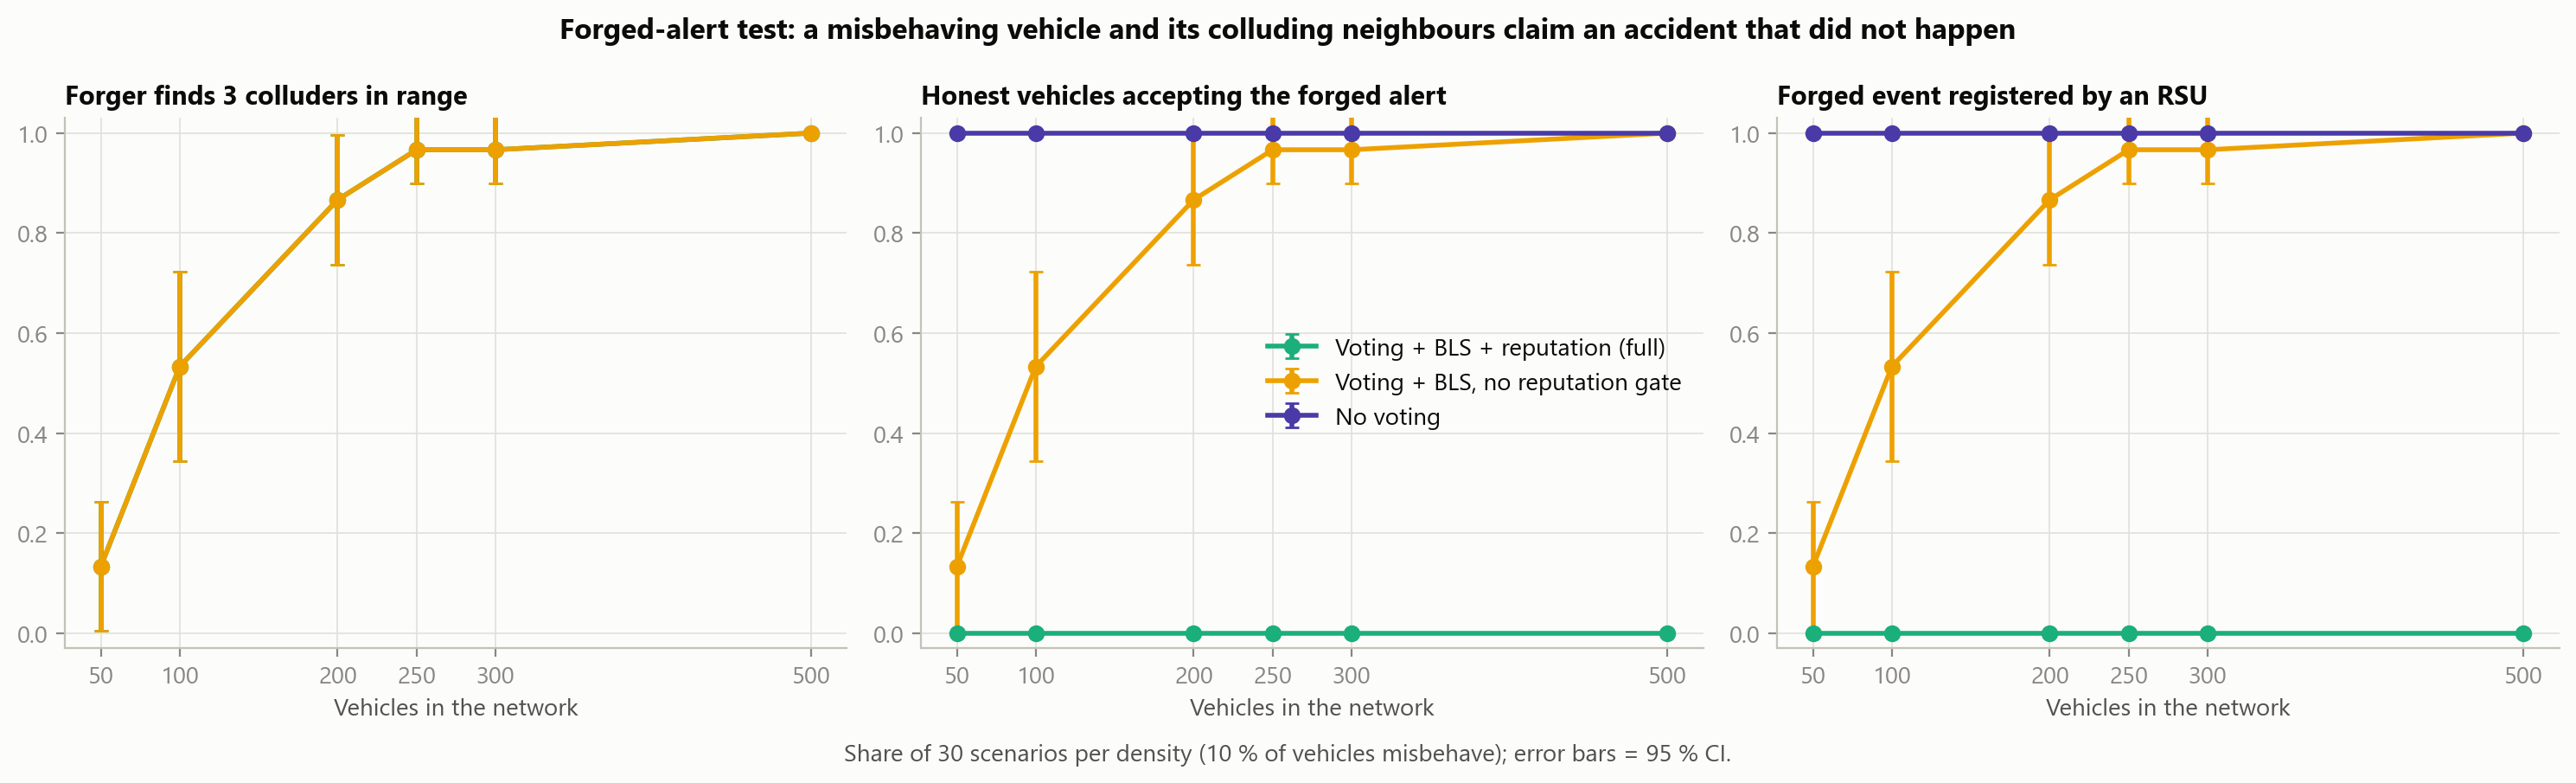 Forged-alert test: a misbehaving vehicle and its colluding neighbours claim an accident that did not happen
Forger finds 3 colluders in range
1.0
0.8
0.6
0.4
0.2
0.0
50 100 200 250 300 500
Vehicles in the network
Honest vehicles accepting the forged alert
1.0
0.8
0.6
0.4
0.2
0.0
Voting + BLS + reputation (full)
Voting + BLS, no reputation gate
No voting
50 100 200 250 300 500
Vehicles in the network
Forged event registered by an RSU
1.0
0.8
0.6
0.4
0.2
0.0
50 100 200 250 300 500
Vehicles in the network
Share of 30 scenarios per density (10 % of vehicles misbehave); error bars = 95 % CI.